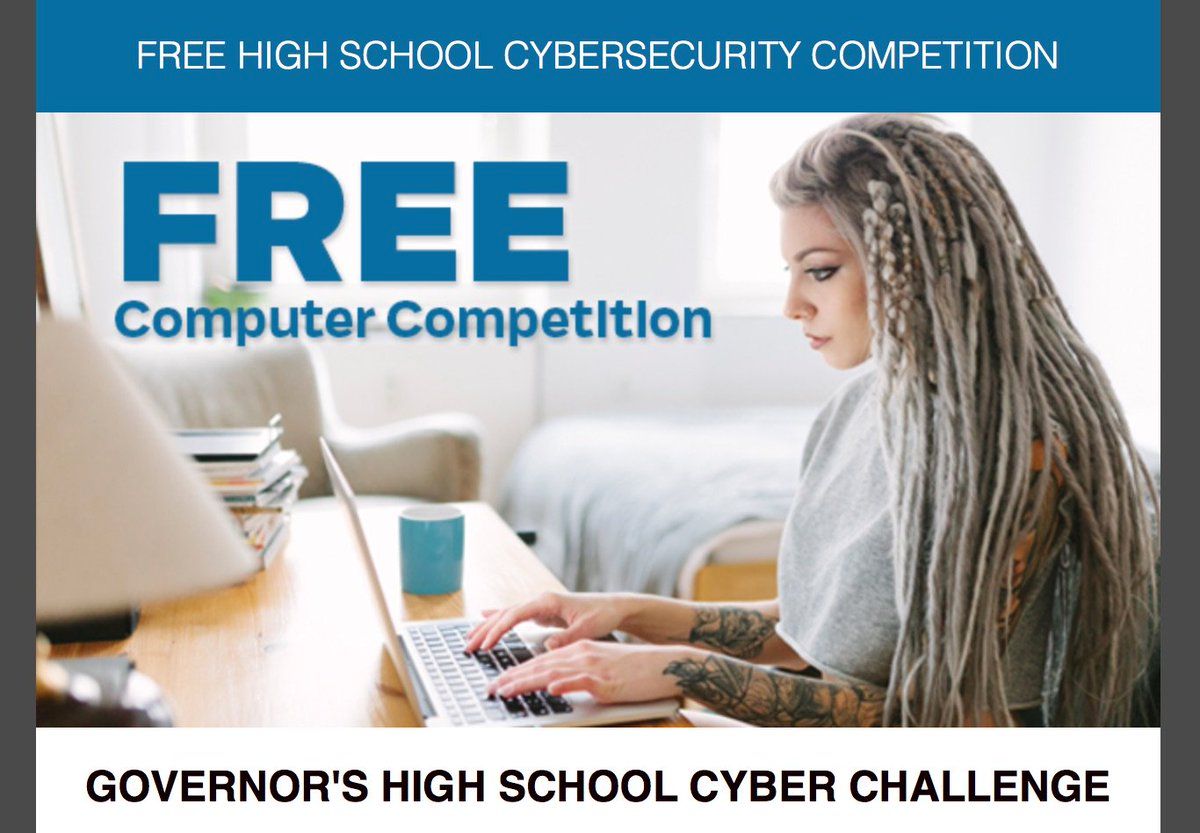 FREE HIGH SCHOOL CYBERSECURITY COMPETITION
FREE
Computer Competition
GOVERNOR'S HIGH SCHOOL CYBER CHALLENGE